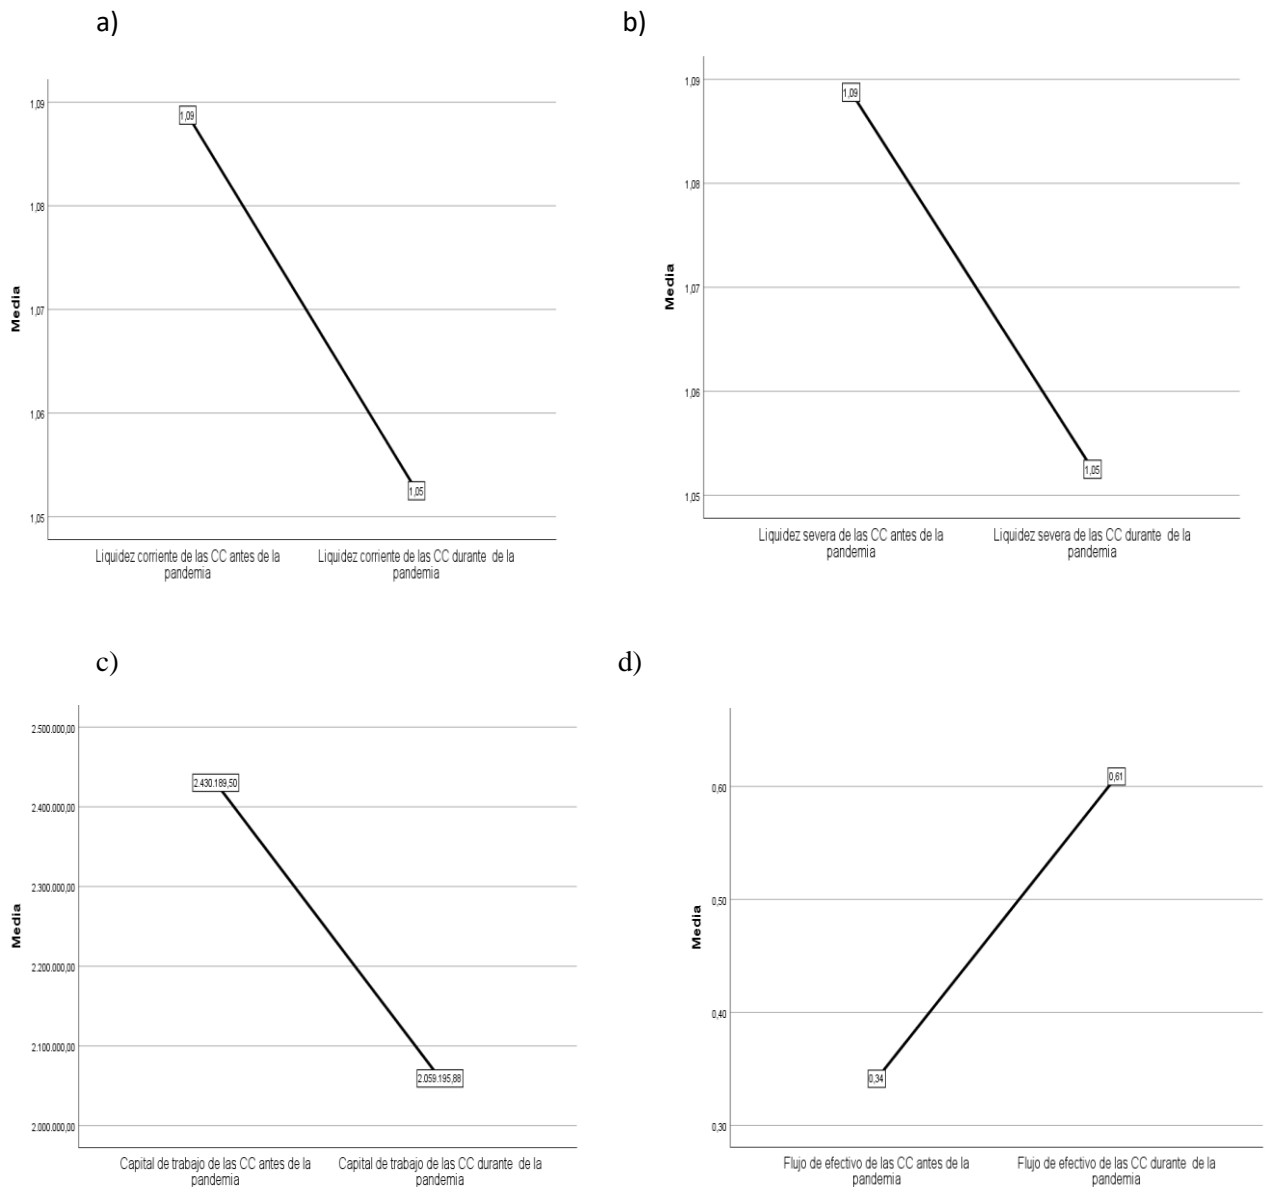 a)
1,09
1,08
1,07
1,06
1,05
Media
1,09
1,05
Liquidez corriente de las CC antes de la
pandemia
Liquidez corriente de las CC durante de la
pandemia
b)
1,09
1,08
1,07
1,06
1,05
Media
1,09
1,05
Liquidez severa de las CC antes de la
pandemia
Liquidez severa de las CC durante de la
pandemia
c)
2.500.000,00
2.400.000,00
2.300.000,00
2.200.000,00
2.100.000,00
2.000.000,00
Media
2.430.189,50
2.059.195,88
Capital de trabajo de las CC antes de la
pandemia
Capital de trabajo de las CC durante de la
pandemia
d)
0,60
0,50
0,40
0,30
Media
0,61
0,34
Flujo de efectivo de las CC antes de la
pandemia
Flujo de efectivo de las CC durante de la
pandemia